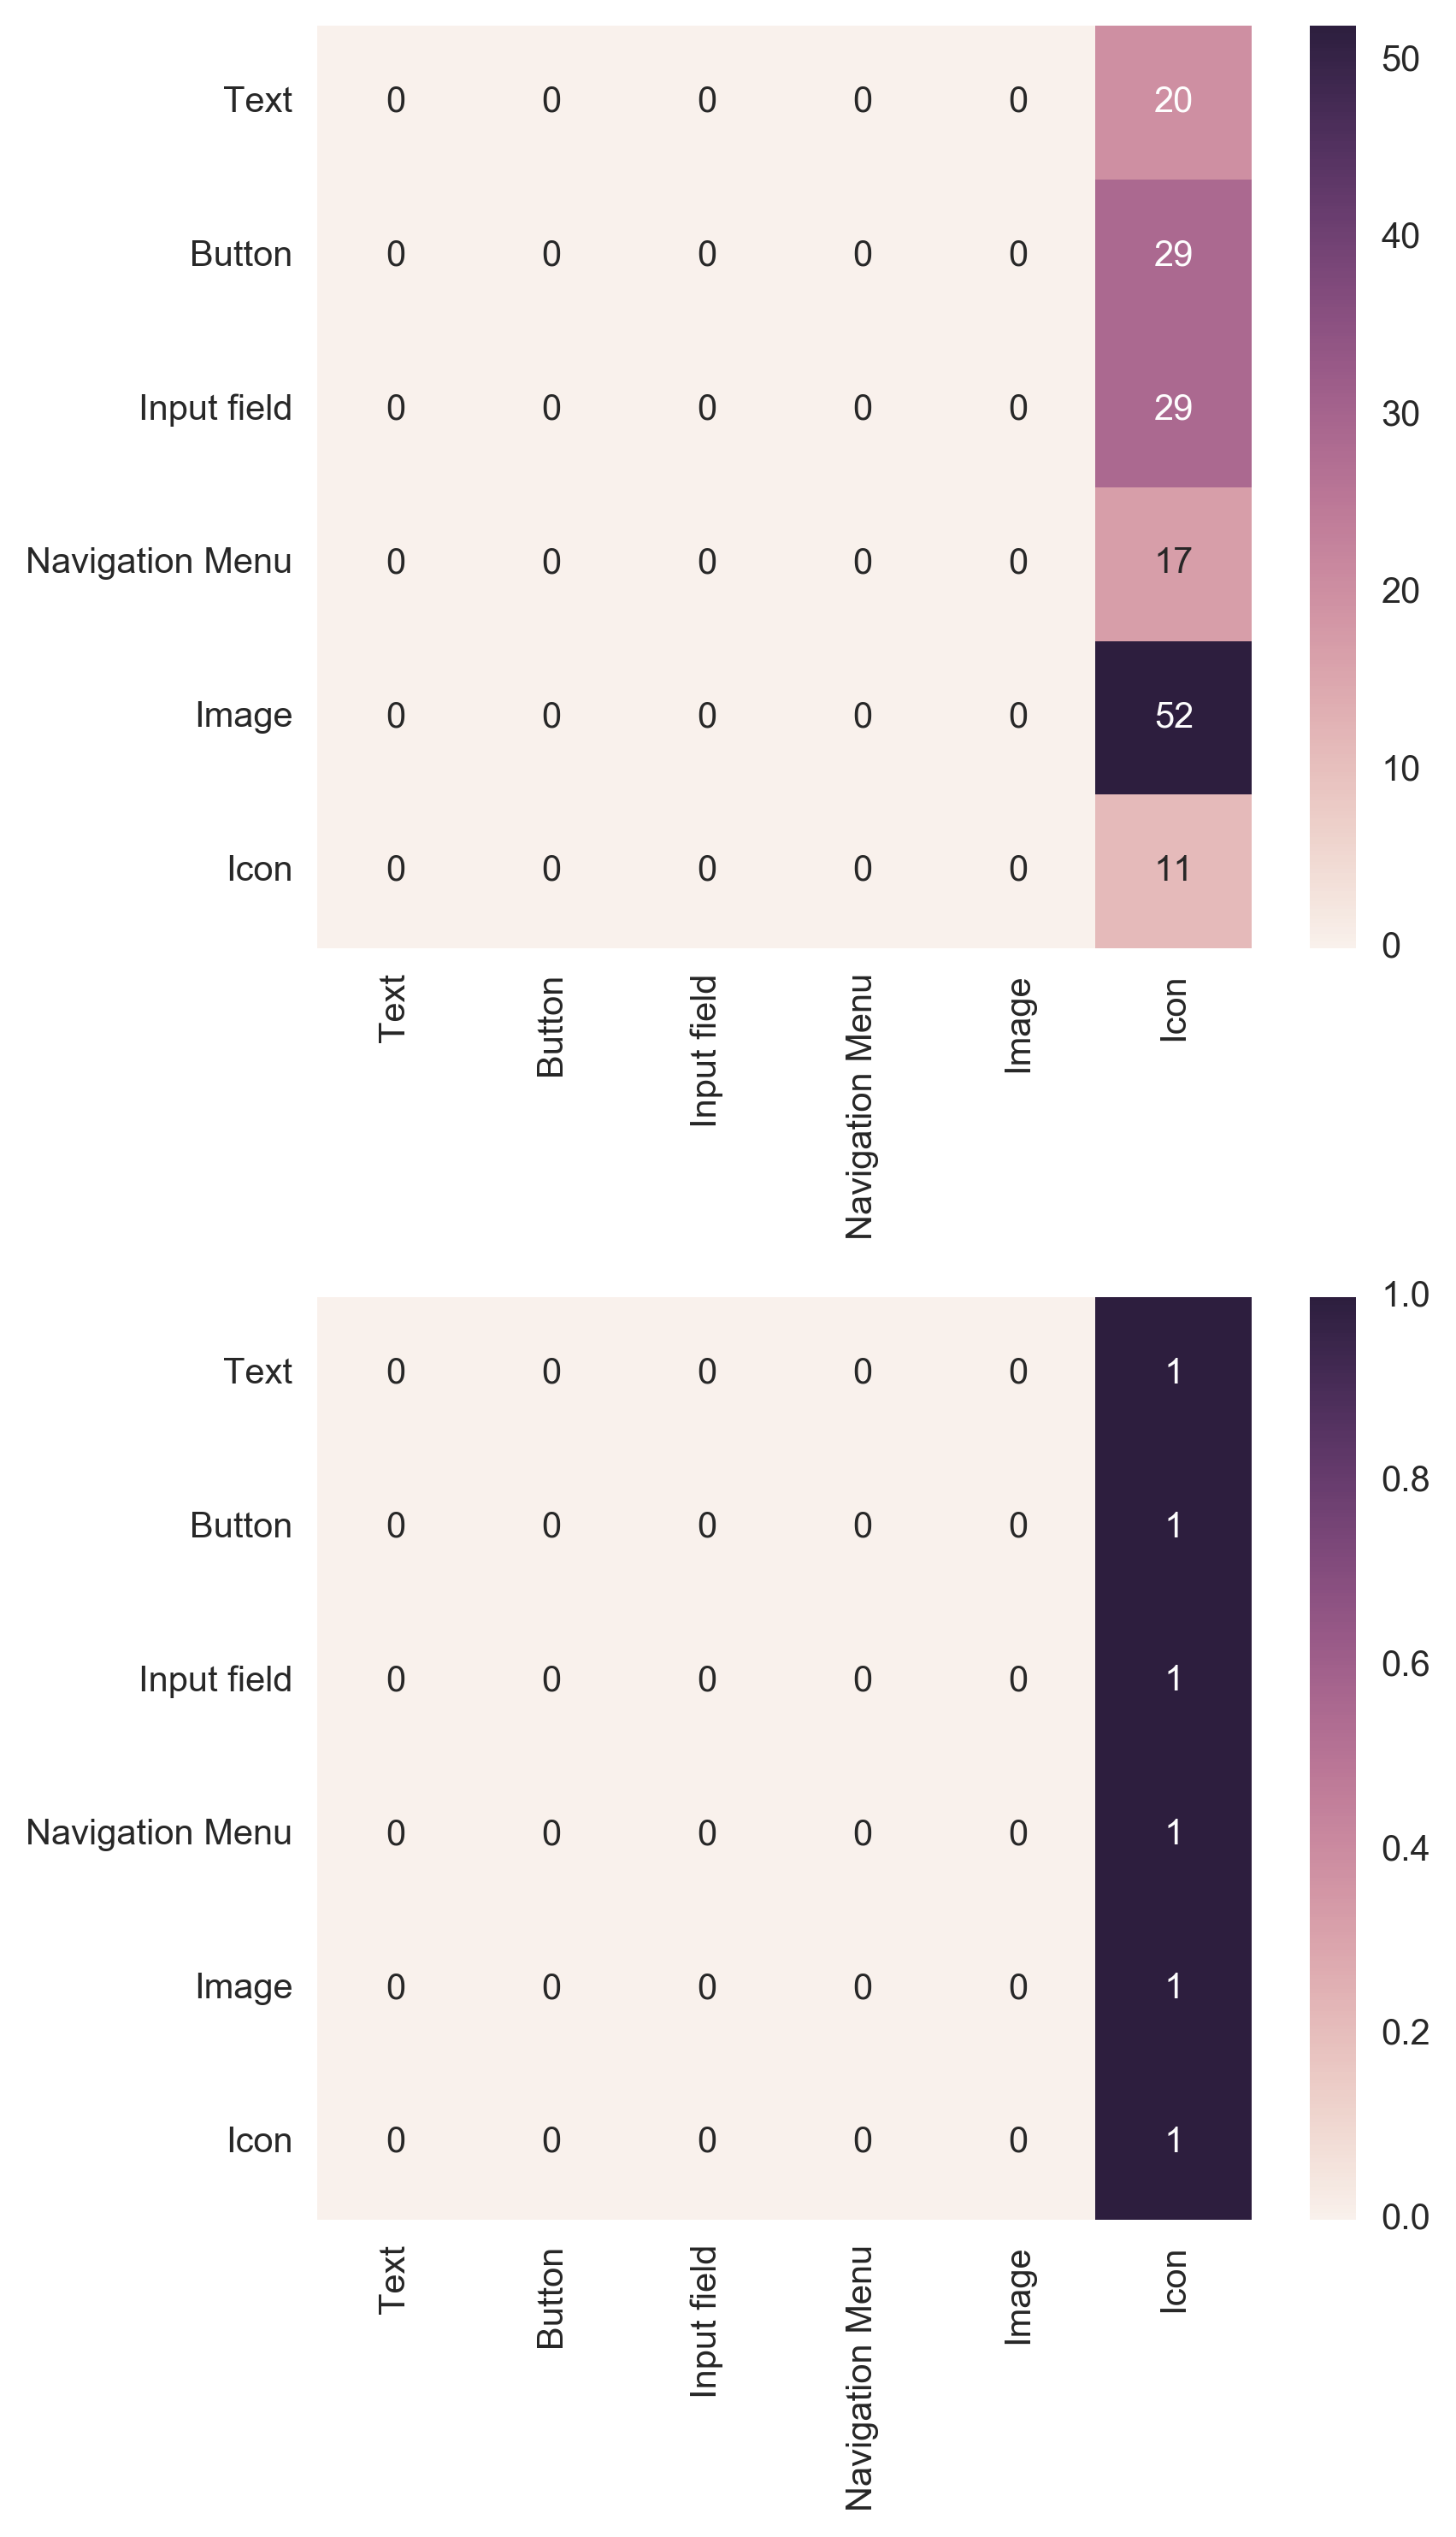 Text 0 0 0 0 0 20
Button 0 0 0 0 0 29
Input field 0 0 0 0 0 29
Navigation Menu 0 0 0 0 0 17
Image 0 0 0 0 0 52
Icon 0 0 0 0 0 11
Text Button Input field Navigation Menu Image Icon
50
40
30
20
10
0
Text 0 0 0 0 0 1
Button 0 0 0 0 0 1
Input field 0 0 0 0 0 1
Navigation Menu 0 0 0 0 0 1
Image 0 0 0 0 0 1
Icon 0 0 0 0 0 1
Text Button Input field Navigation Menu Image Icon
1.0
0.8
0.6
0.4
0.2
0.0